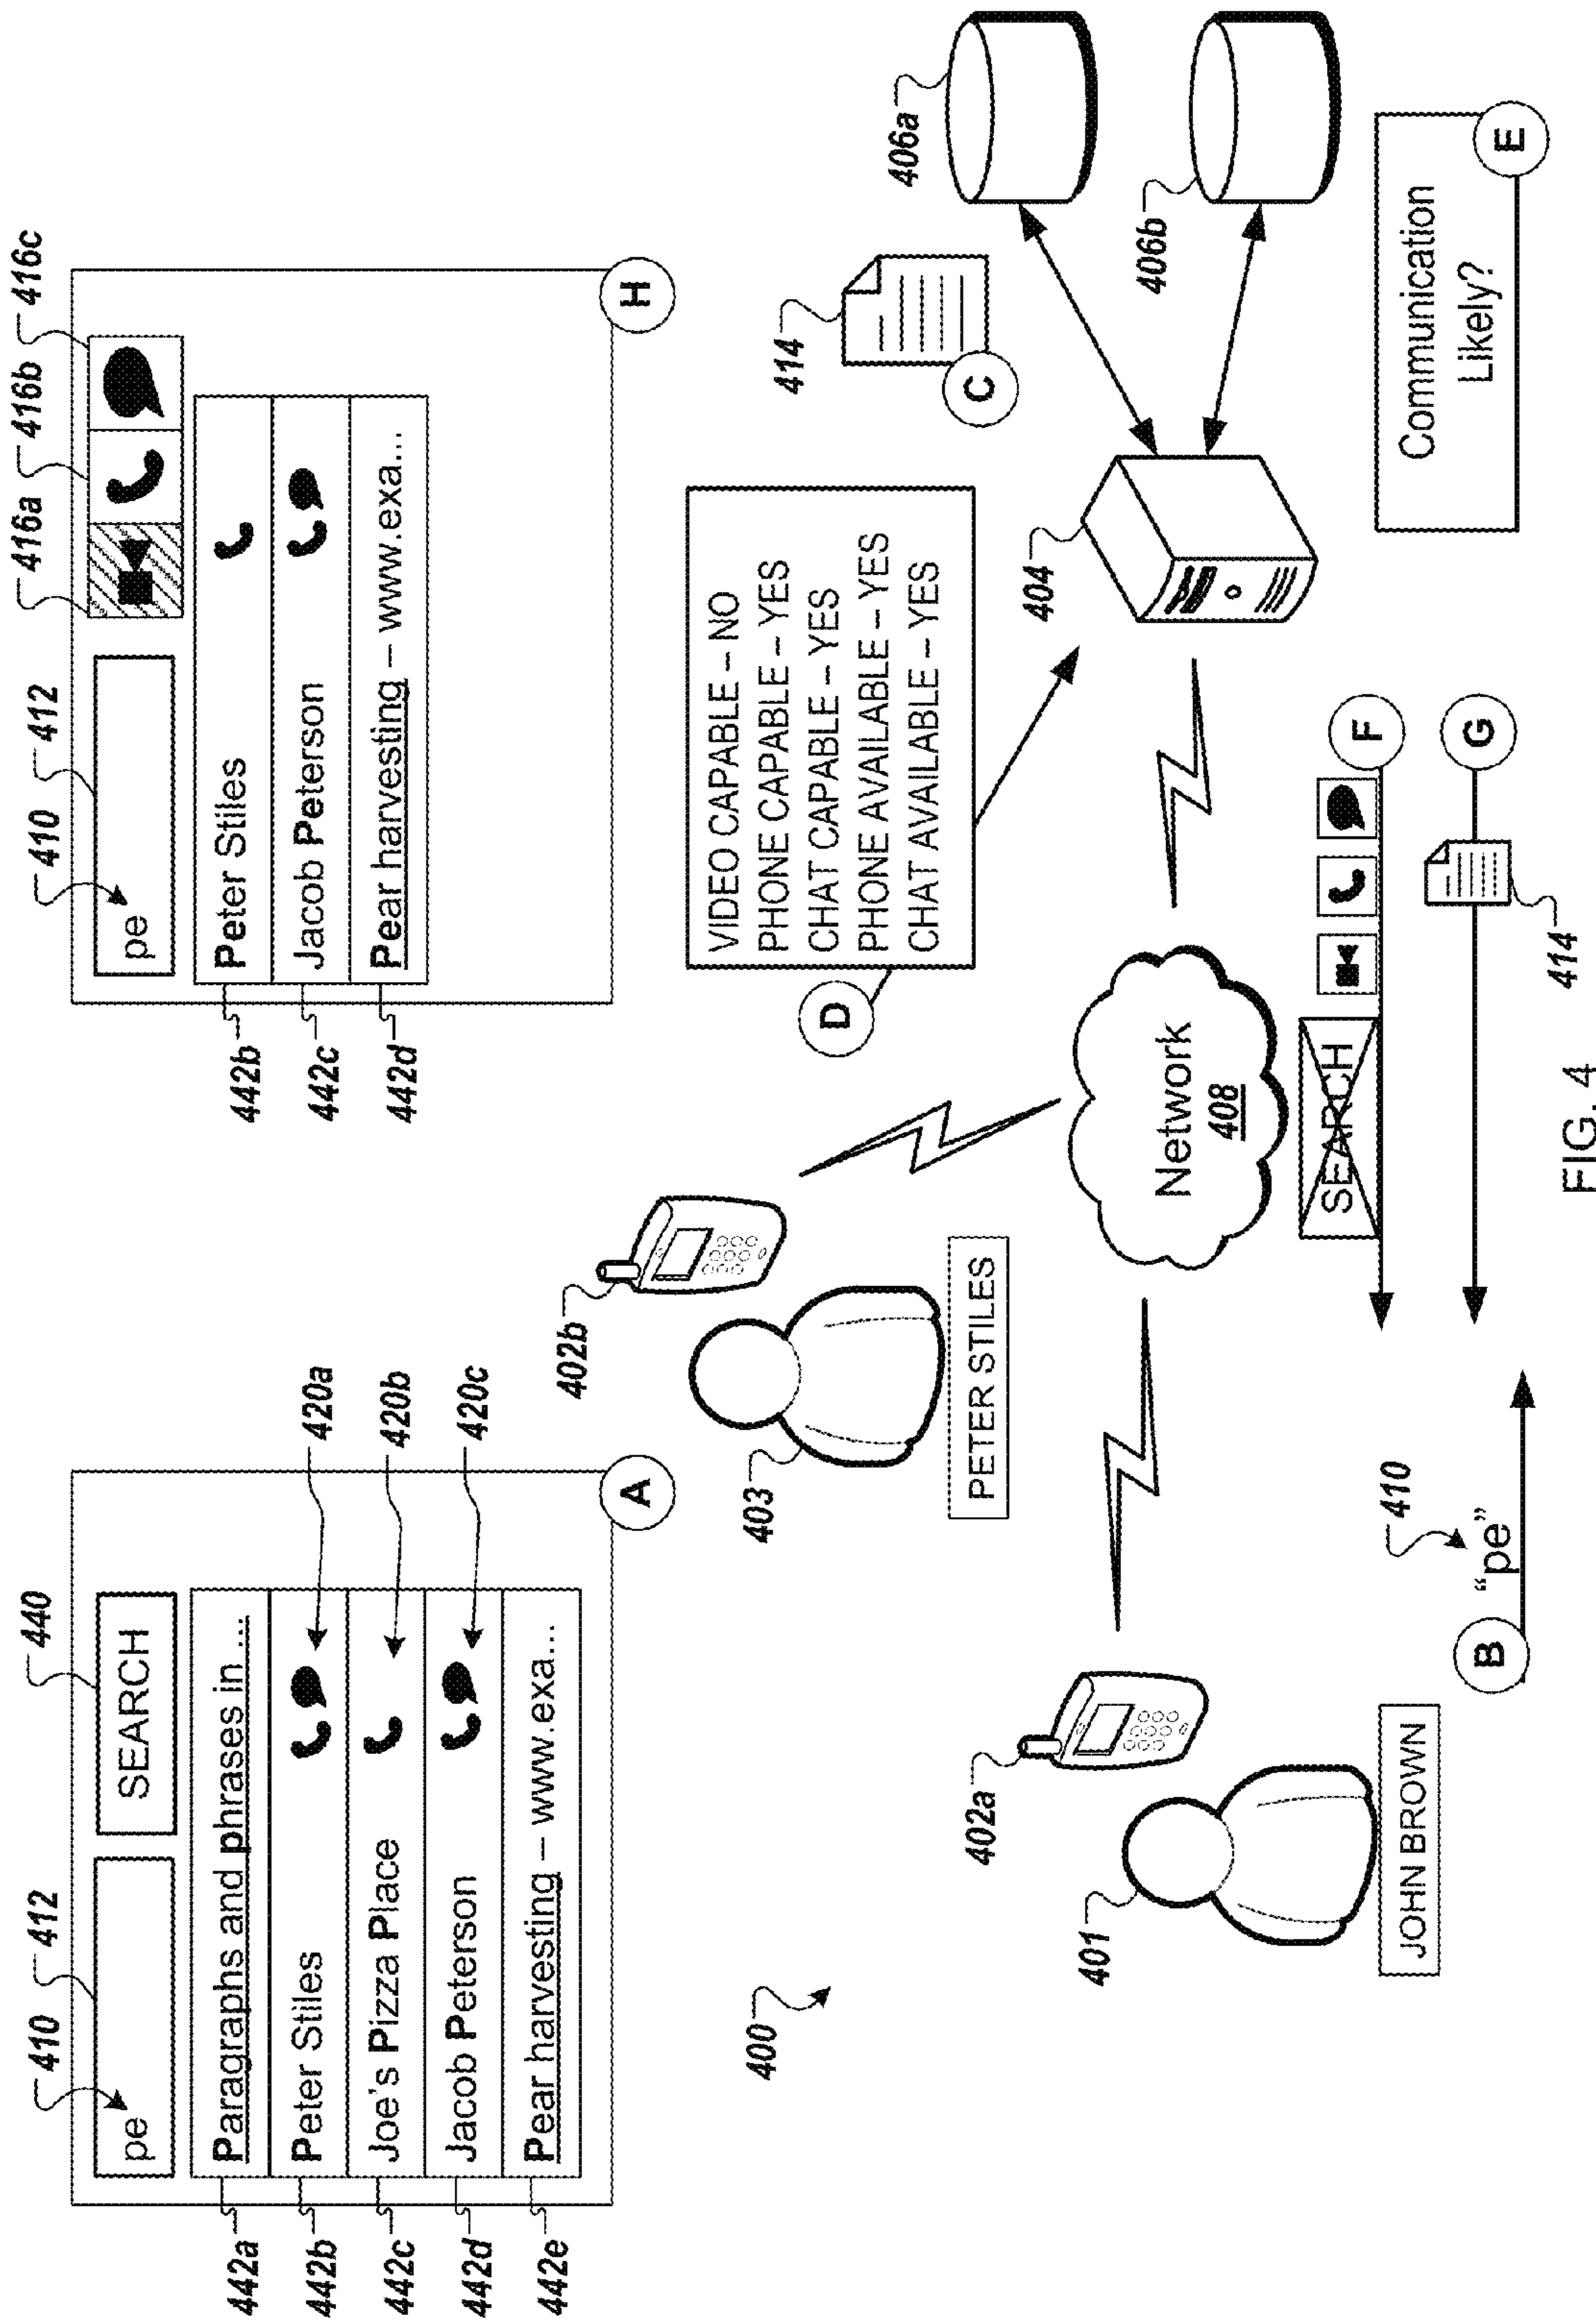 410
412
440
pe
SEARCH
442a
Paragraphs and phrases in ...
442b
Peter Stiles
420a
442c
Joe's Pizza Place
420b
442d
Jacob Peterson
420c
442e
Pear harvesting – www.exa...
A
410
412
416a
416b
416c
pe
442b
Peter Stiles
442c
Jacob Peterson
442d
Pear harvesting – www.exa...
H
400
402b
403
PETER STILES
D
VIDEO CAPABLE – NO
PHONE CAPABLE – YES
CHAT CAPABLE – YES
PHONE AVAILABLE – YES
CHAT AVAILABLE – YES
414
C
406a
406b
404
402a
401
JOHN BROWN
Network
408
Communication
Likely?
E
SEARCH
F
G
414
B
"pe"
410
FIG. 4